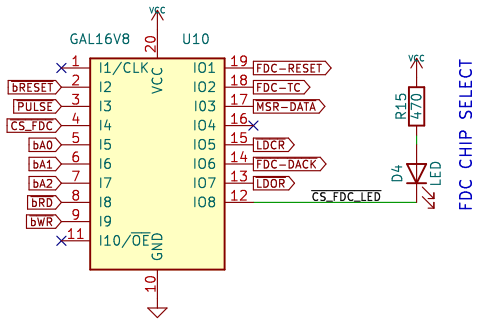 VCC
GAL16V8 U10
20
VCC
1 I1/CLK IO1 19 FDC-RESET
bRESET 2 I2 IO2 18 FDC-TC
PULSE 3 I3 IO3 17 MSR-DATA
CS_FDC 4 I4 IO4 16
bA0 5 I5 IO5 15 LDCR
bA1 6 I6 IO6 14 FDC-DACK
bA2 7 I7 IO7 13 LDOR
bRD 8 I8 IO8 12 CS_FDC_LED
bWR 9 I9
11 I10/OE
GND
10
VCC
R15
470
D4
LED
FDC CHIP SELECT